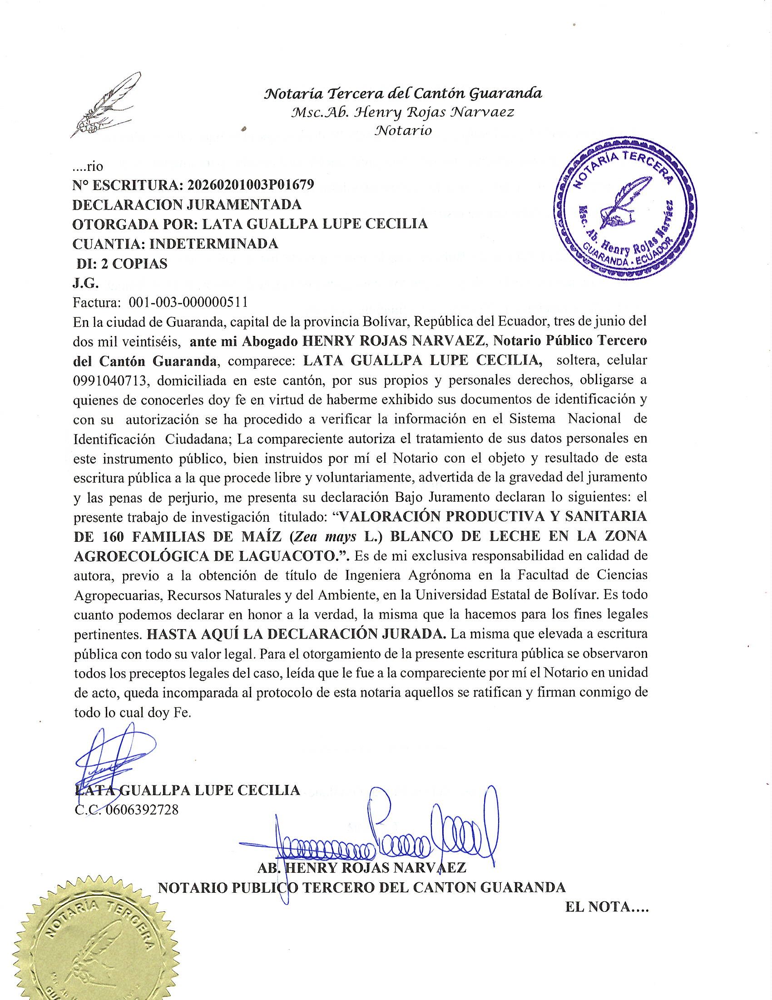 Notaría Tercera del Cantón Guaranda
Msc.Ab. Henry Rojas Narvaez
Notario
NOTARÍA TERCERA
Msc. Ab. Henry Rojas Narváez
GUARANDA - ECUADOR
....rio
N° ESCRITURA: 20260201003P01679
DECLARACION JURAMENTADA
OTORGADA POR: LATA GUALLPA LUPE CECILIA
CUANTIA: INDETERMINADA
DI: 2 COPIAS
J.G.
Factura: 001-003-000000511
En la ciudad de Guaranda, capital de la provincia Bolívar, República del Ecuador, tres de junio del
dos mil veintiséis, ante mi Abogado HENRY ROJAS NARVAEZ, Notario Público Tercero
del Cantón Guaranda, comparece: LATA GUALLPA LUPE CECILIA, soltera, celular
0991040713, domiciliada en este cantón, por sus propios y personales derechos, obligarse a
quienes de conocerles doy fe en virtud de haberme exhibido sus documentos de identificación y
con su autorización se ha procedido a verificar la información en el Sistema Nacional de
Identificación Ciudadana; La compareciente autoriza el tratamiento de sus datos personales en
este instrumento público, bien instruidos por mí el Notario con el objeto y resultado de esta
escritura pública a la que procede libre y voluntariamente, advertida de la gravedad del juramento
y las penas de perjurio, me presenta su declaración Bajo Juramento declaran lo siguientes: el
presente trabajo de investigación titulado: “VALORACIÓN PRODUCTIVA Y SANITARIA
DE 160 FAMILIAS DE MAÍZ (Zea mays L.) BLANCO DE LECHE EN LA ZONA
AGROECOLÓGICA DE LAGUACOTO.”. Es de mi exclusiva responsabilidad en calidad de
autora, previo a la obtención de título de Ingeniera Agrónoma en la Facultad de Ciencias
Agropecuarias, Recursos Naturales y del Ambiente, en la Universidad Estatal de Bolívar. Es todo
cuanto podemos declarar en honor a la verdad, la misma que la hacemos para los fines legales
pertinentes. HASTA AQUÍ LA DECLARACIÓN JURADA. La misma que elevada a escritura
pública con todo su valor legal. Para el otorgamiento de la presente escritura pública se observaron
todos los preceptos legales del caso, leída que le fue a la compareciente por mí el Notario en unidad
de acto, queda incomparada al protocolo de esta notaria aquellos se ratifican y firman conmigo de
todo lo cual doy Fe.
LATA GUALLPA LUPE CECILIA
C.C. 0606392728
AB. HENRY ROJAS NARVAEZ
NOTARIO PUBLICO TERCERO DEL CANTON GUARANDA
EL NOTA....
NOTARÍA TERCERA